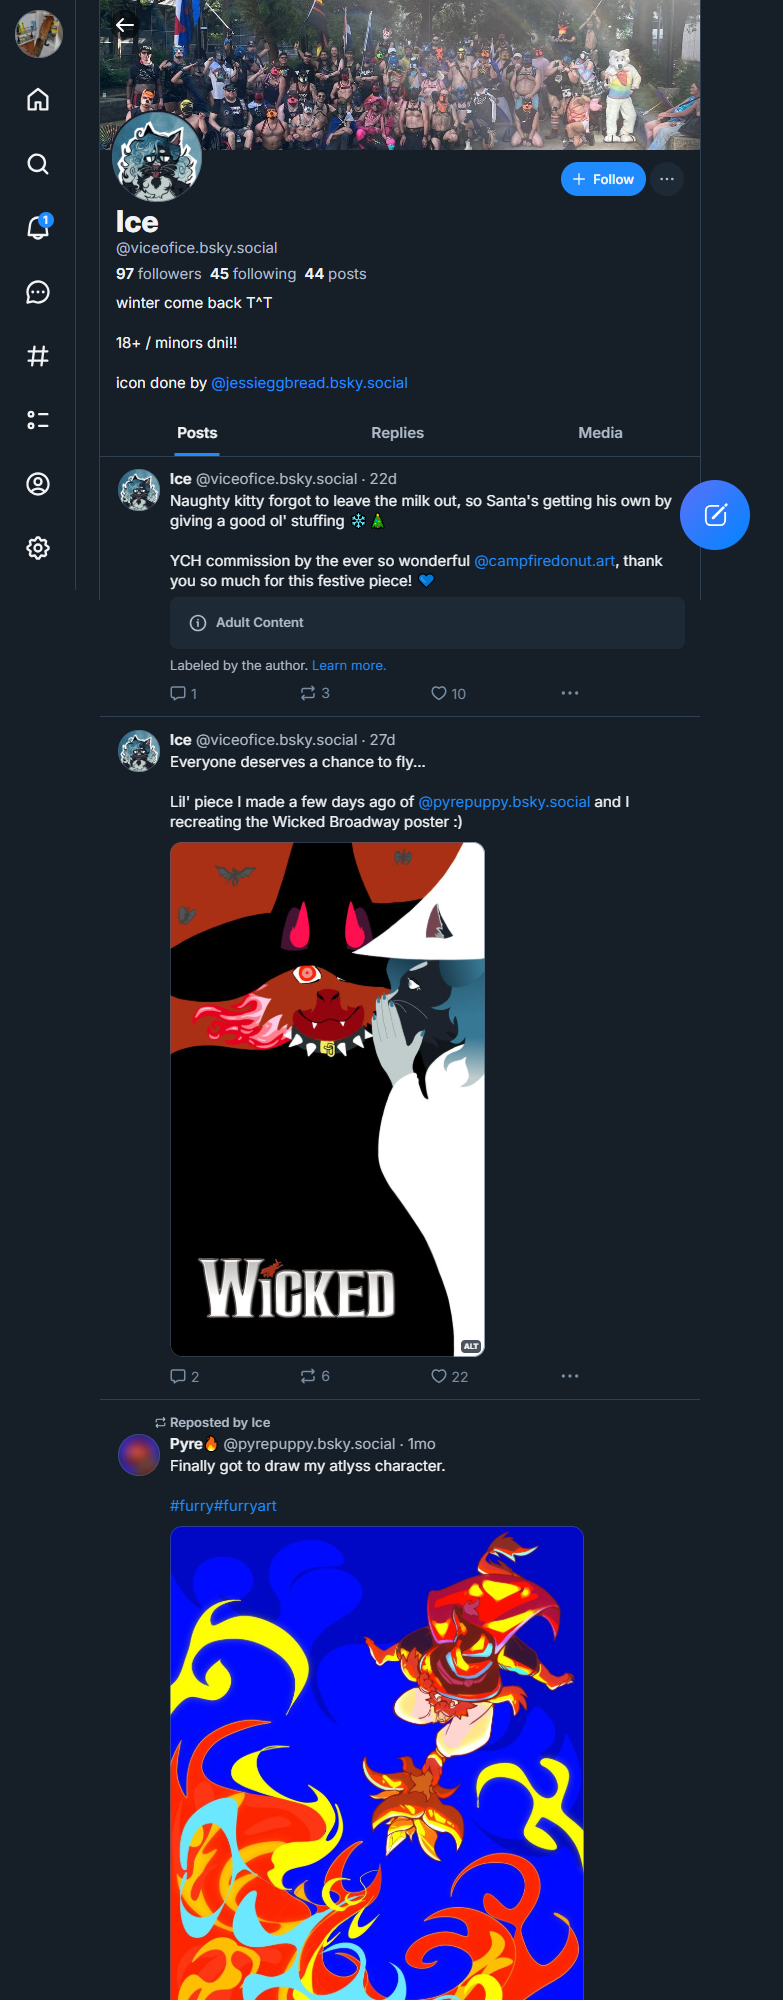 1
+ Follow
Ice
@viceofice.bsky.social
97 followers 45 following 44 posts
winter come back T^T
18+ / minors dni!!
icon done by @jessieggbread.bsky.social
Posts Replies Media
Ice @viceofice.bsky.social · 22d
Naughty kitty forgot to leave the milk out, so Santa's getting his own by
giving a good ol' stuffing ❄️🎄
YCH commission by the ever so wonderful @campfiredonut.art, thank
you so much for this festive piece! 💙
Adult Content
Labeled by the author. Learn more.
1 3 10
Ice @viceofice.bsky.social · 27d
Everyone deserves a chance to fly...
Lil' piece I made a few days ago of @pyrepuppy.bsky.social and I
recreating the Wicked Broadway poster :)
WICKED
ALT
2 6 22
Reposted by Ice
Pyre🔥 @pyrepuppy.bsky.social · 1mo
Finally got to draw my atlyss character.
#furry#furryart